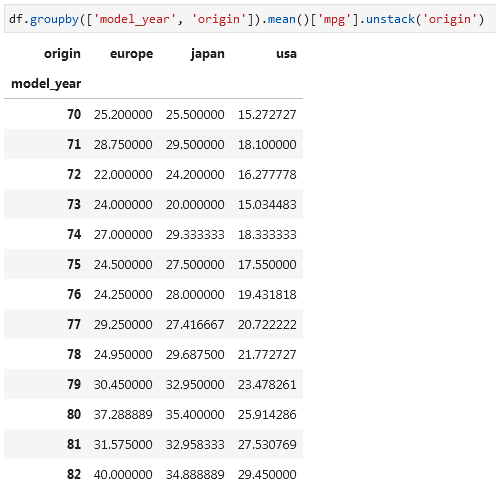 df.groupby(['model_year', 'origin']).mean()['mpg'].unstack('origin')
origin europe japan usa
model_year
70 25.200000 25.500000 15.272727
71 28.750000 29.500000 18.100000
72 22.000000 24.200000 16.277778
73 24.000000 20.000000 15.034483
74 27.000000 29.333333 18.333333
75 24.500000 27.500000 17.550000
76 24.250000 28.000000 19.431818
77 29.250000 27.416667 20.722222
78 24.950000 29.687500 21.772727
79 30.450000 32.950000 23.478261
80 37.288889 35.400000 25.914286
81 31.575000 32.958333 27.530769
82 40.000000 34.888889 29.450000